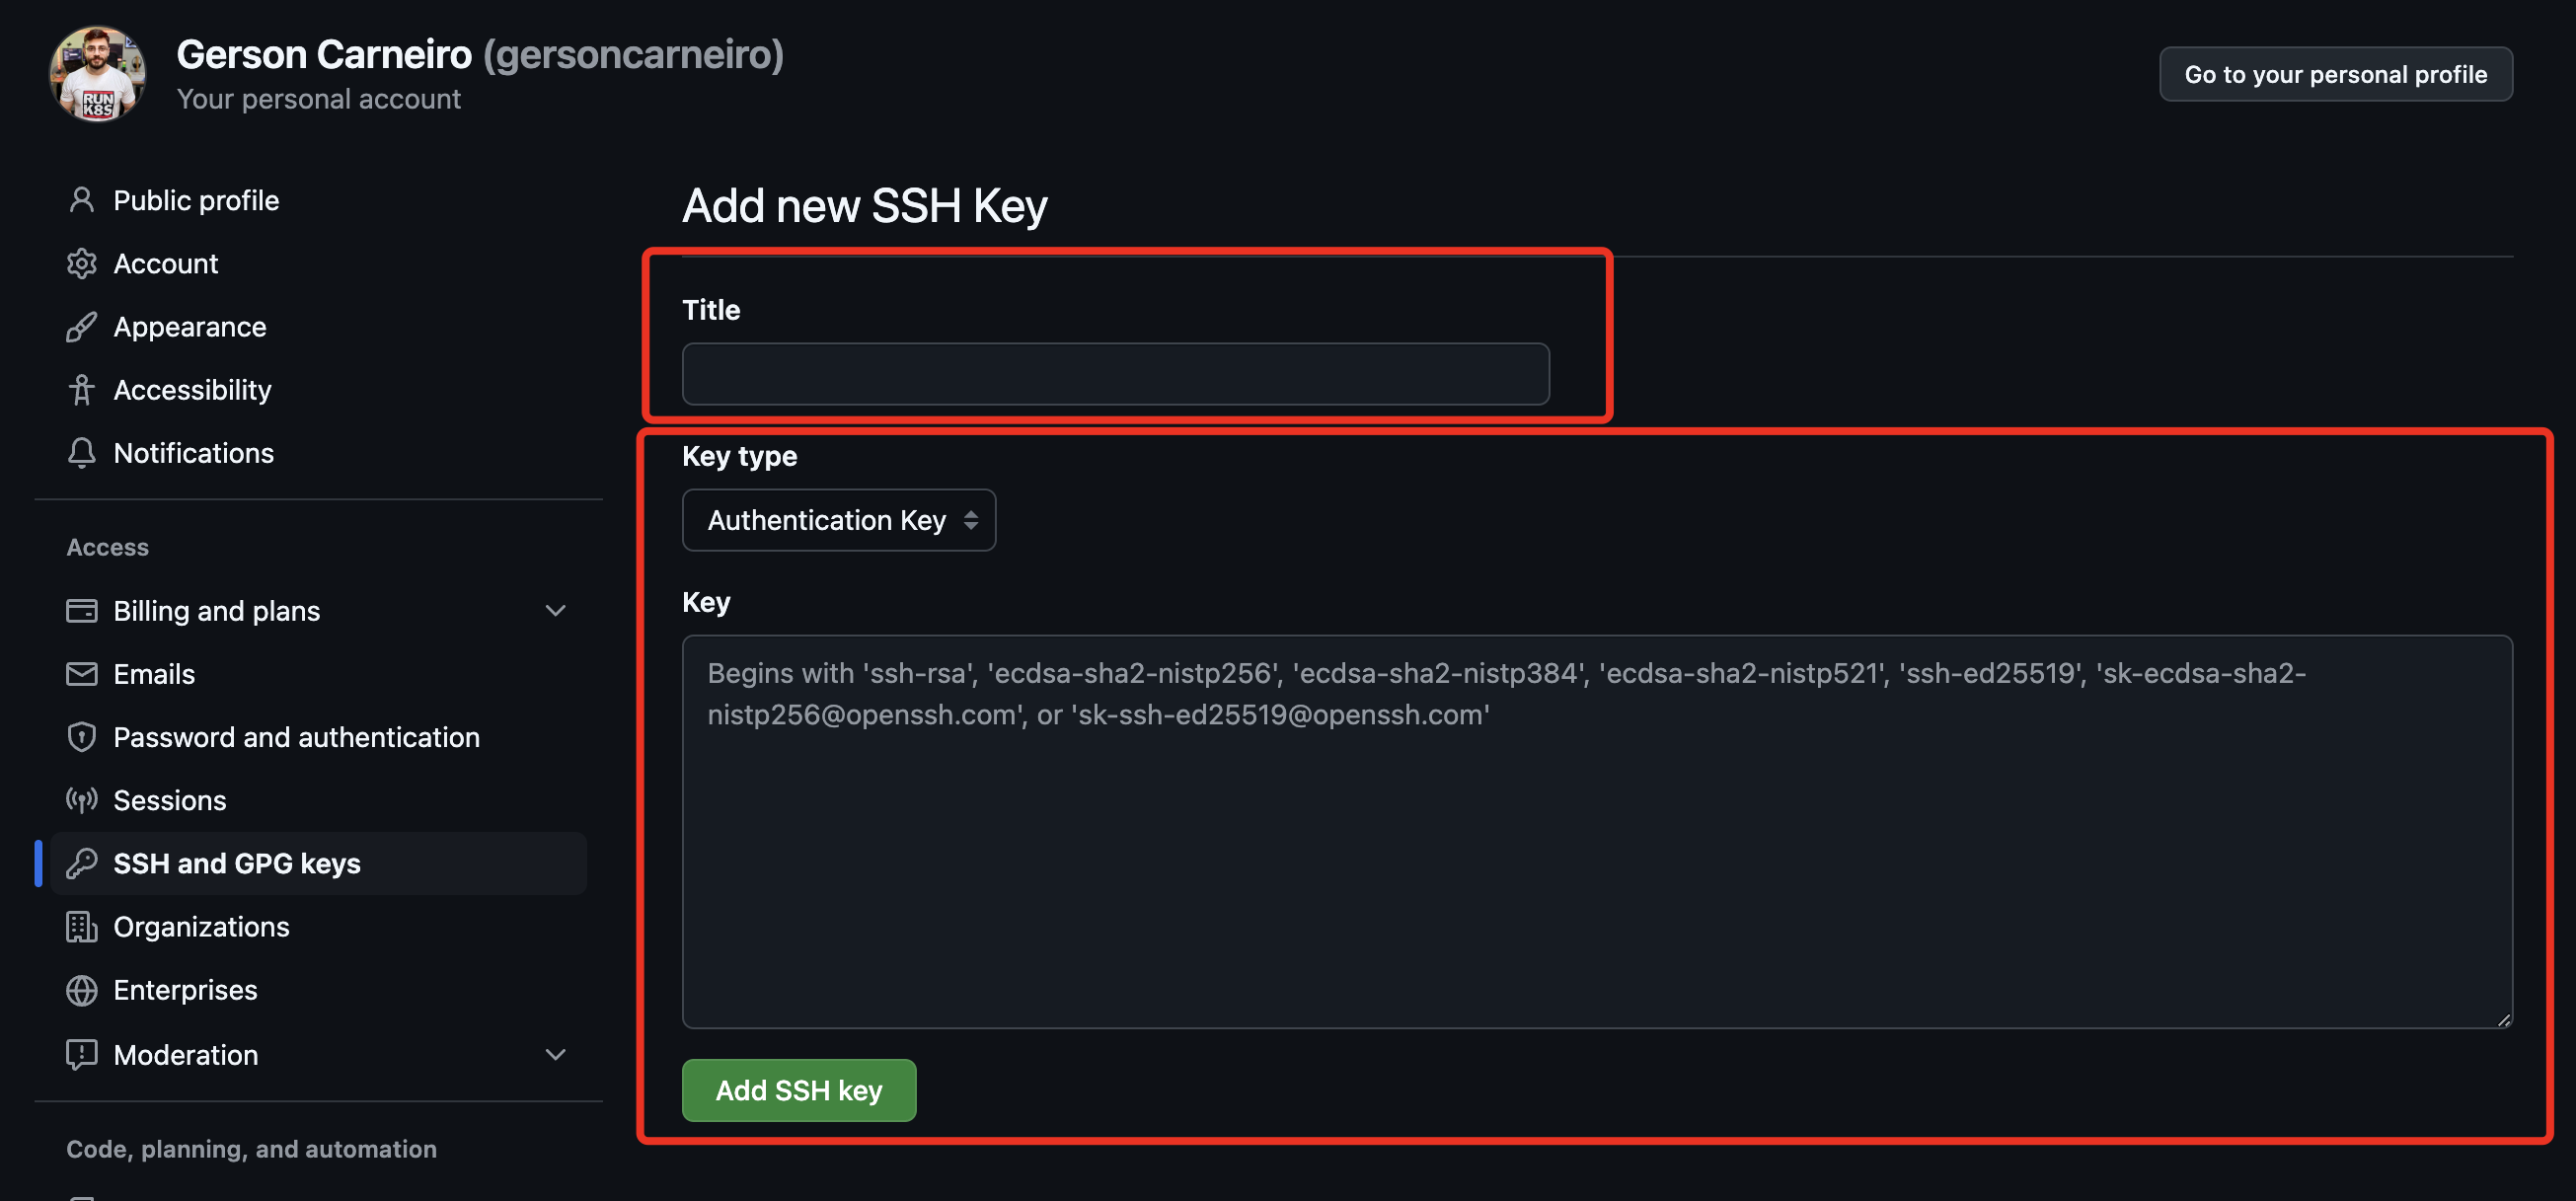 Gerson Carneiro (gersoncarneiro)
Your personal account
Go to your personal profile
RUN
K8S
Public profile
Account
Appearance
Accessibility
Notifications
Access
Billing and plans
Emails
Password and authentication
Sessions
SSH and GPG keys
Organizations
Enterprises
Moderation
Code, planning, and automation
Add new SSH Key
Title
Key type
Authentication Key
Key
Begins with 'ssh-rsa', 'ecdsa-sha2-nistp256', 'ecdsa-sha2-nistp384', 'ecdsa-sha2-nistp521', 'ssh-ed25519', 'sk-ecdsa-sha2-
nistp256@openssh.com', or 'sk-ssh-ed25519@openssh.com'
Add SSH key